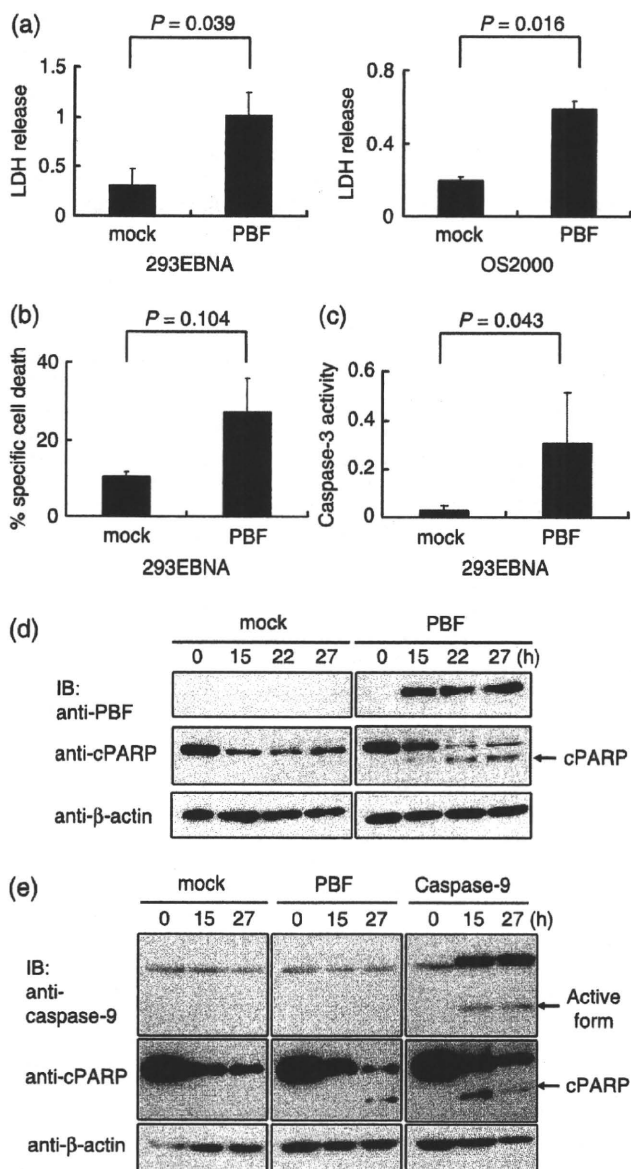 (a)
P = 0.039
LDH release
1.5
1
0.5
0
mock PBF
293EBNA
P = 0.016
LDH release
0.8
0.4
0
mock PBF
OS2000
(b)
P = 0.104
% specific cell death
40
20
0
mock PBF
293EBNA
(c)
P = 0.043
Caspase-3 activity
0.6
0.4
0.2
0
mock PBF
293EBNA
(d)
mock PBF
0 15 22 27 0 15 22 27 (h)
IB:
anti-PBF
anti-cPARP
cPARP
anti-β-actin
(e)
mock PBF Caspase-9
0 15 27 0 15 27 0 15 27 (h)
IB:
anti-
caspase-9
Active
form
anti-cPARP
cPARP
anti-β-actin